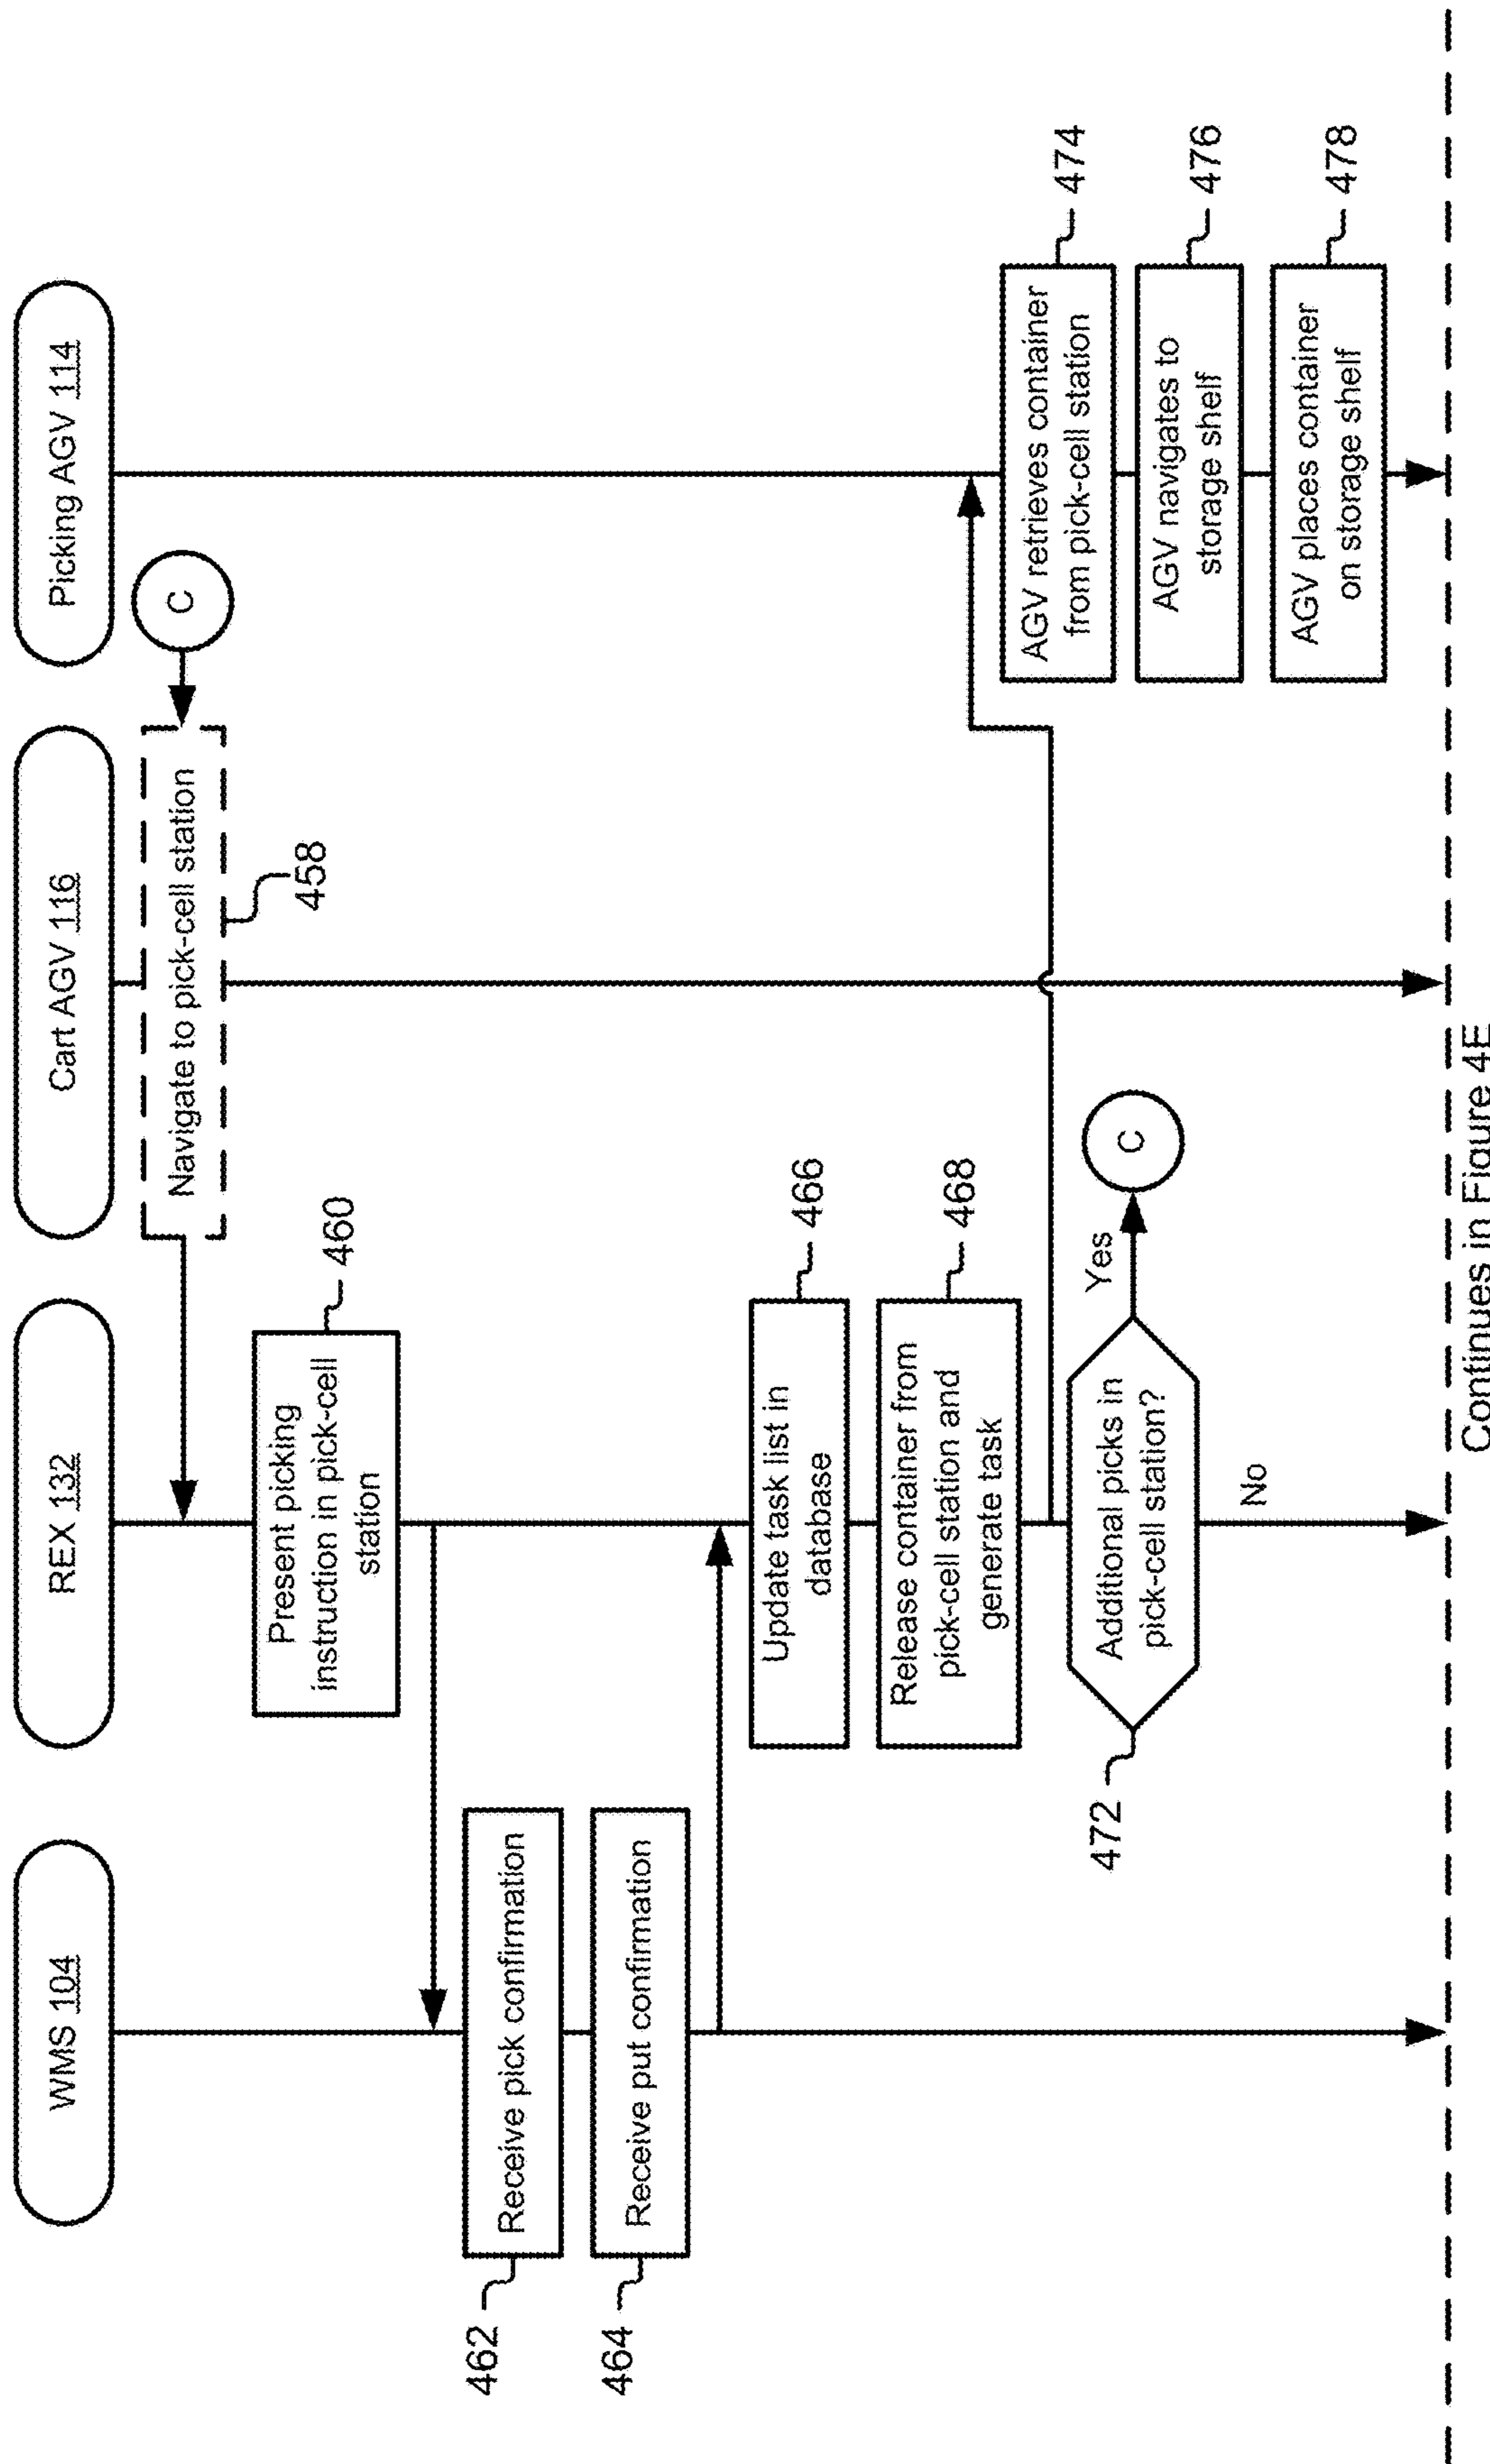 WMS 104
REX 132
Cart AGV 116
Picking AGV 114
Navigate to pick-cell station
C
458
Present picking
instruction in pick-cell
station
460
462
Receive pick confirmation
464
Receive put confirmation
Update task list in
database
466
Release container from
pick-cell station and
generate task
468
472
Additional picks in
pick-cell station?
Yes
C
No
AGV retrieves container
from pick-cell station
474
AGV navigates to
storage shelf
476
AGV places container
on storage shelf
478
Continues in Figure 4E